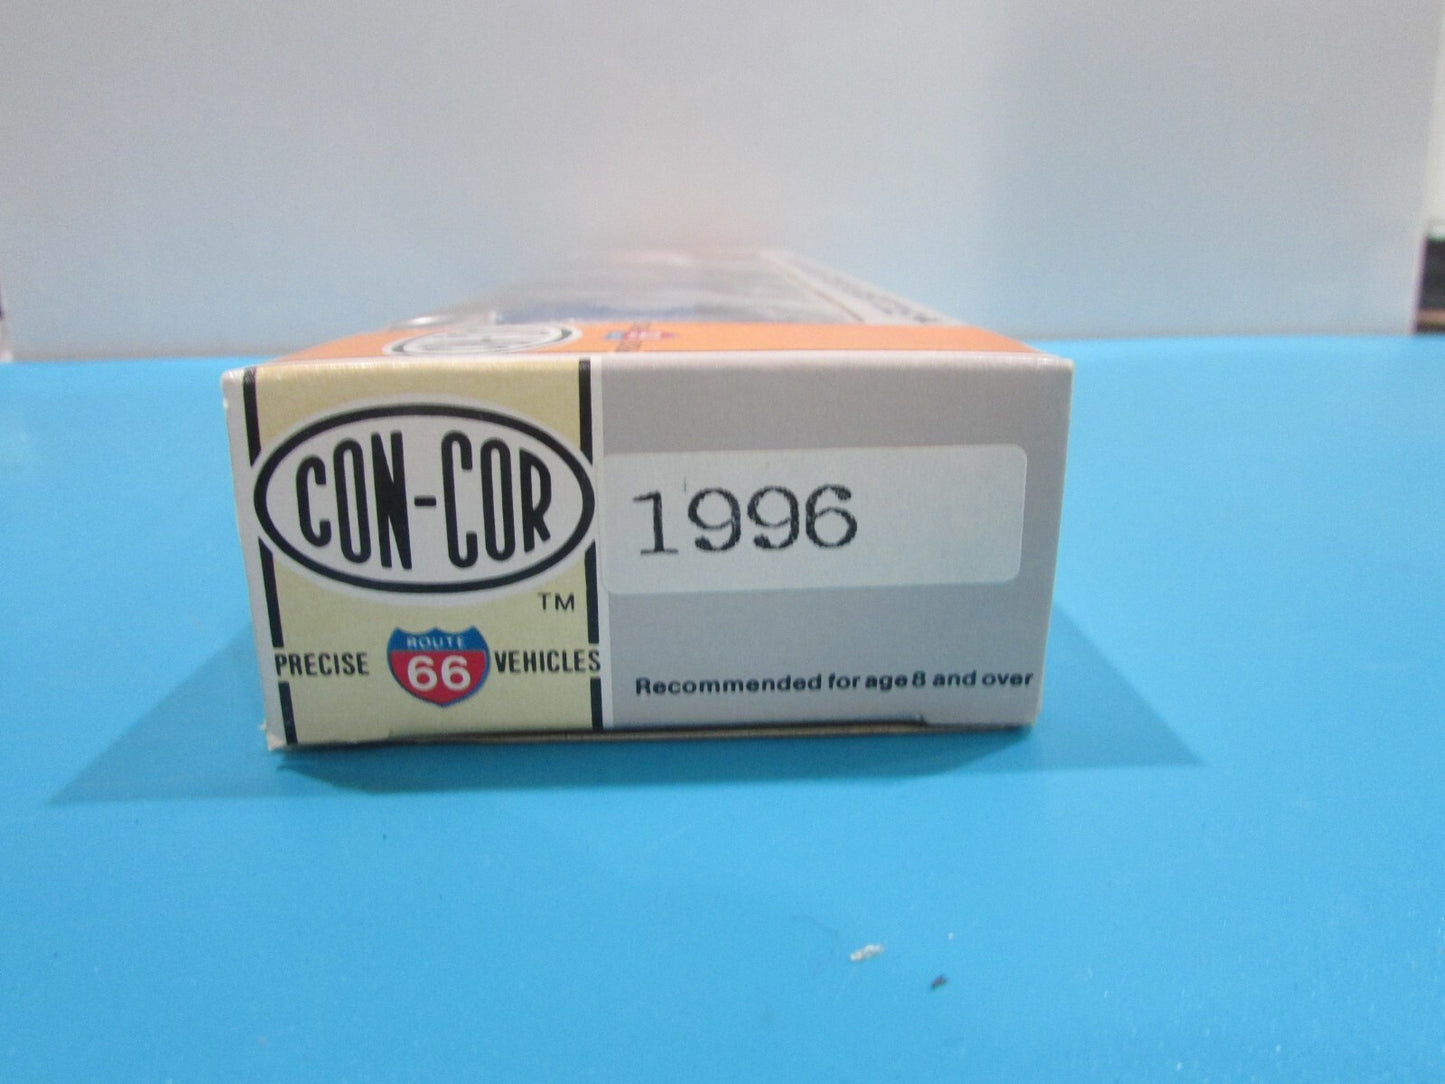 CON-COR
TM
PRECISE
ROUTE
66
VEHICLES
1996
Recommended for age 8 and over